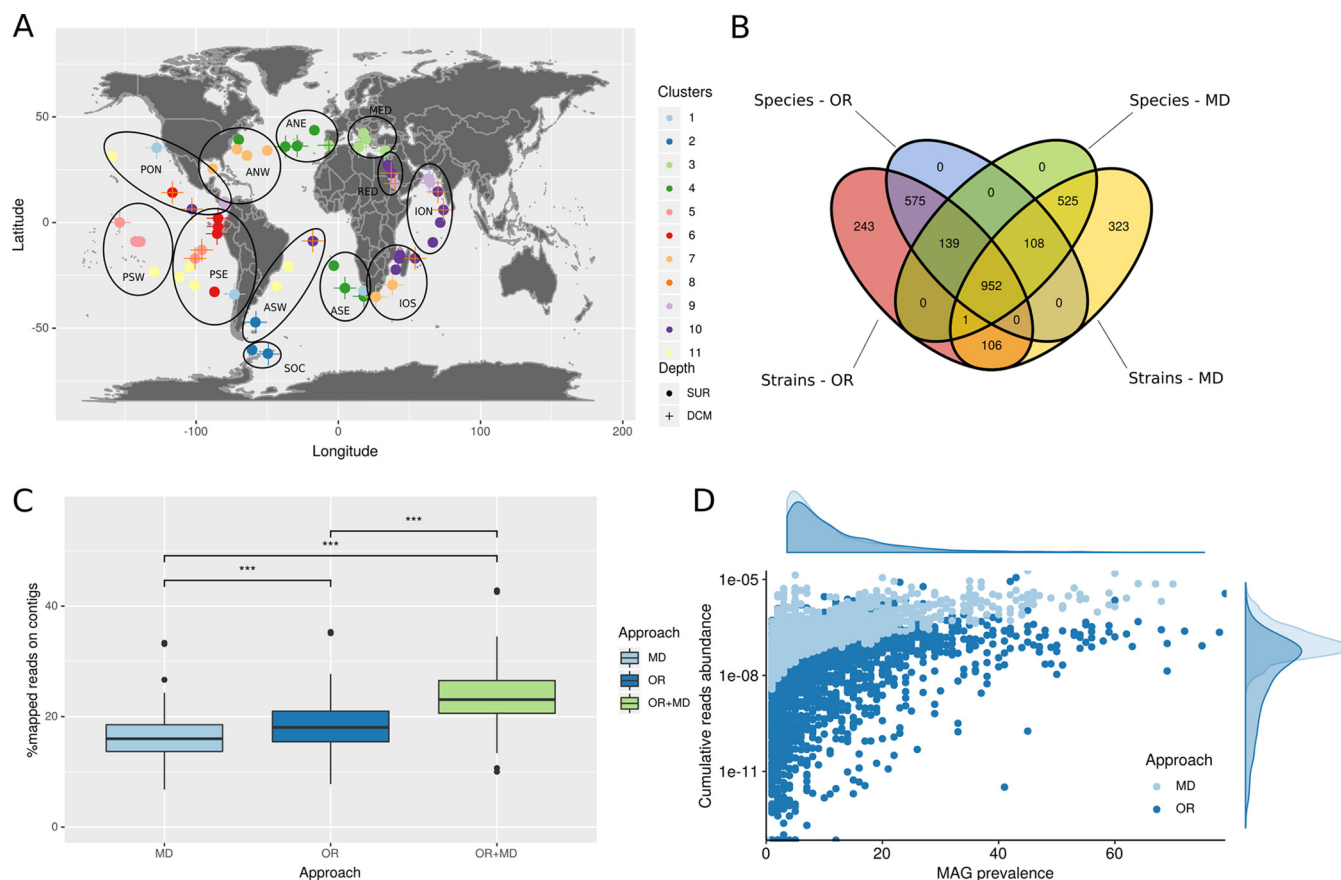 A
50
0
-50
Latitude
-100
0
100
200
Longitude
PON
ANW
ANE
MED
RED
ION
PSW
PSE
ASW
ASE
IOS
SOC
Clusters
1
2
3
4
5
6
7
8
9
10
11
Depth
SUR
DCM
B
Species - OR
Species - MD
Strains - OR
Strains - MD
0
0
0
575
525
243
323
139
108
952
0
0
1
0
106
C
***
***
***
40
20
0
%mapped reads on contigs
MD
OR
OR+MD
Approach
Approach
MD
OR
OR+MD
D
1e-05
1e-08
1e-11
Cumulative reads abundance
0
20
40
60
MAG prevalence
Approach
MD
OR